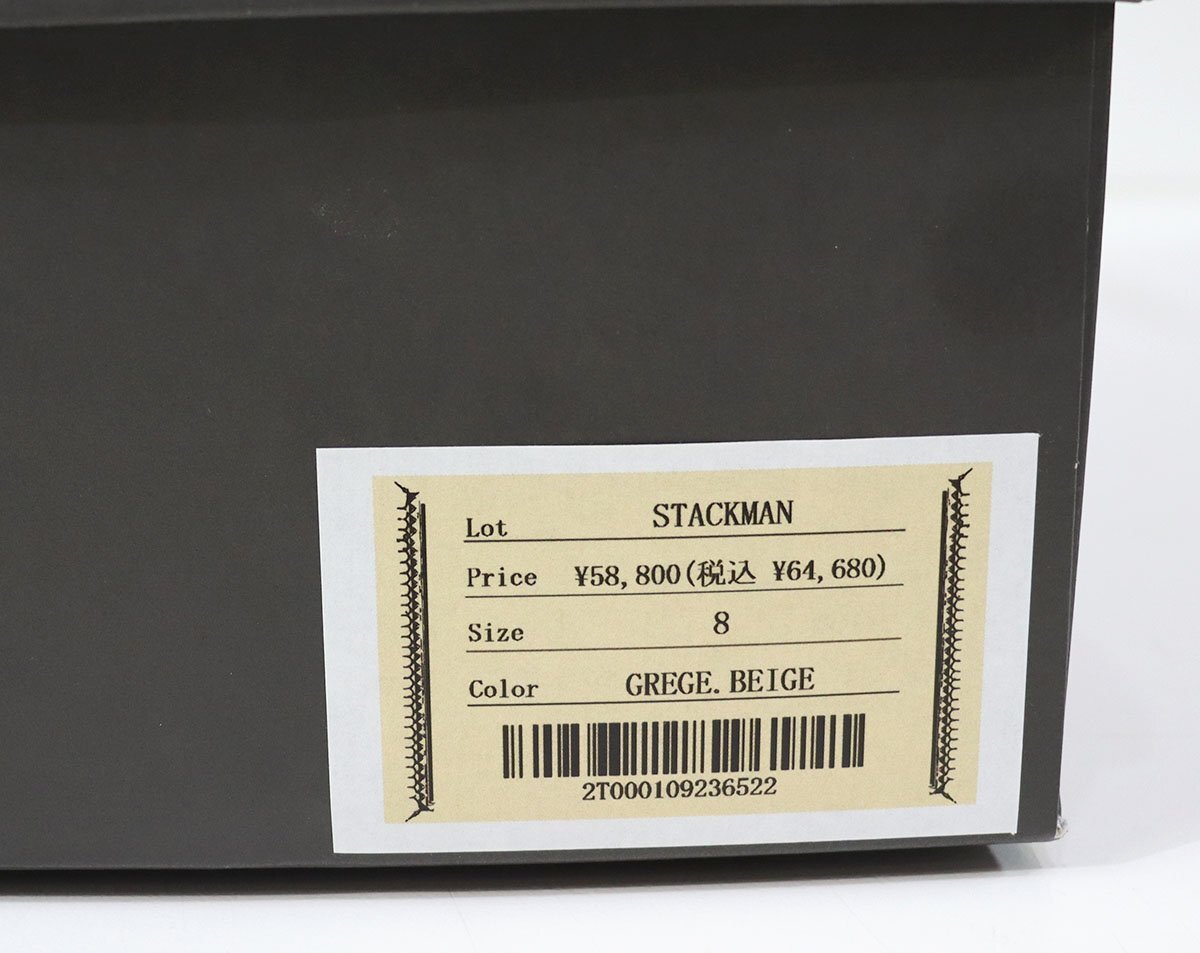 Lot STACKMAN
Price ¥58,800(税込 ¥64,680)
Size 8
Color GREGE.BEIGE
2T000109236522